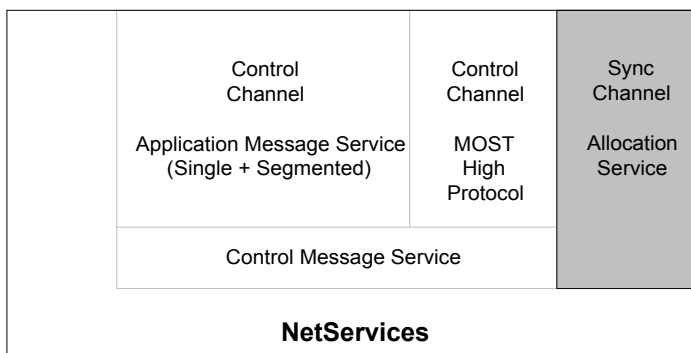 Control
Channel
Application Message Service
(Single + Segmented)
Control
Channel
MOST
High
Protocol
Sync
Channel
Allocation
Service
Control Message Service
NetServices